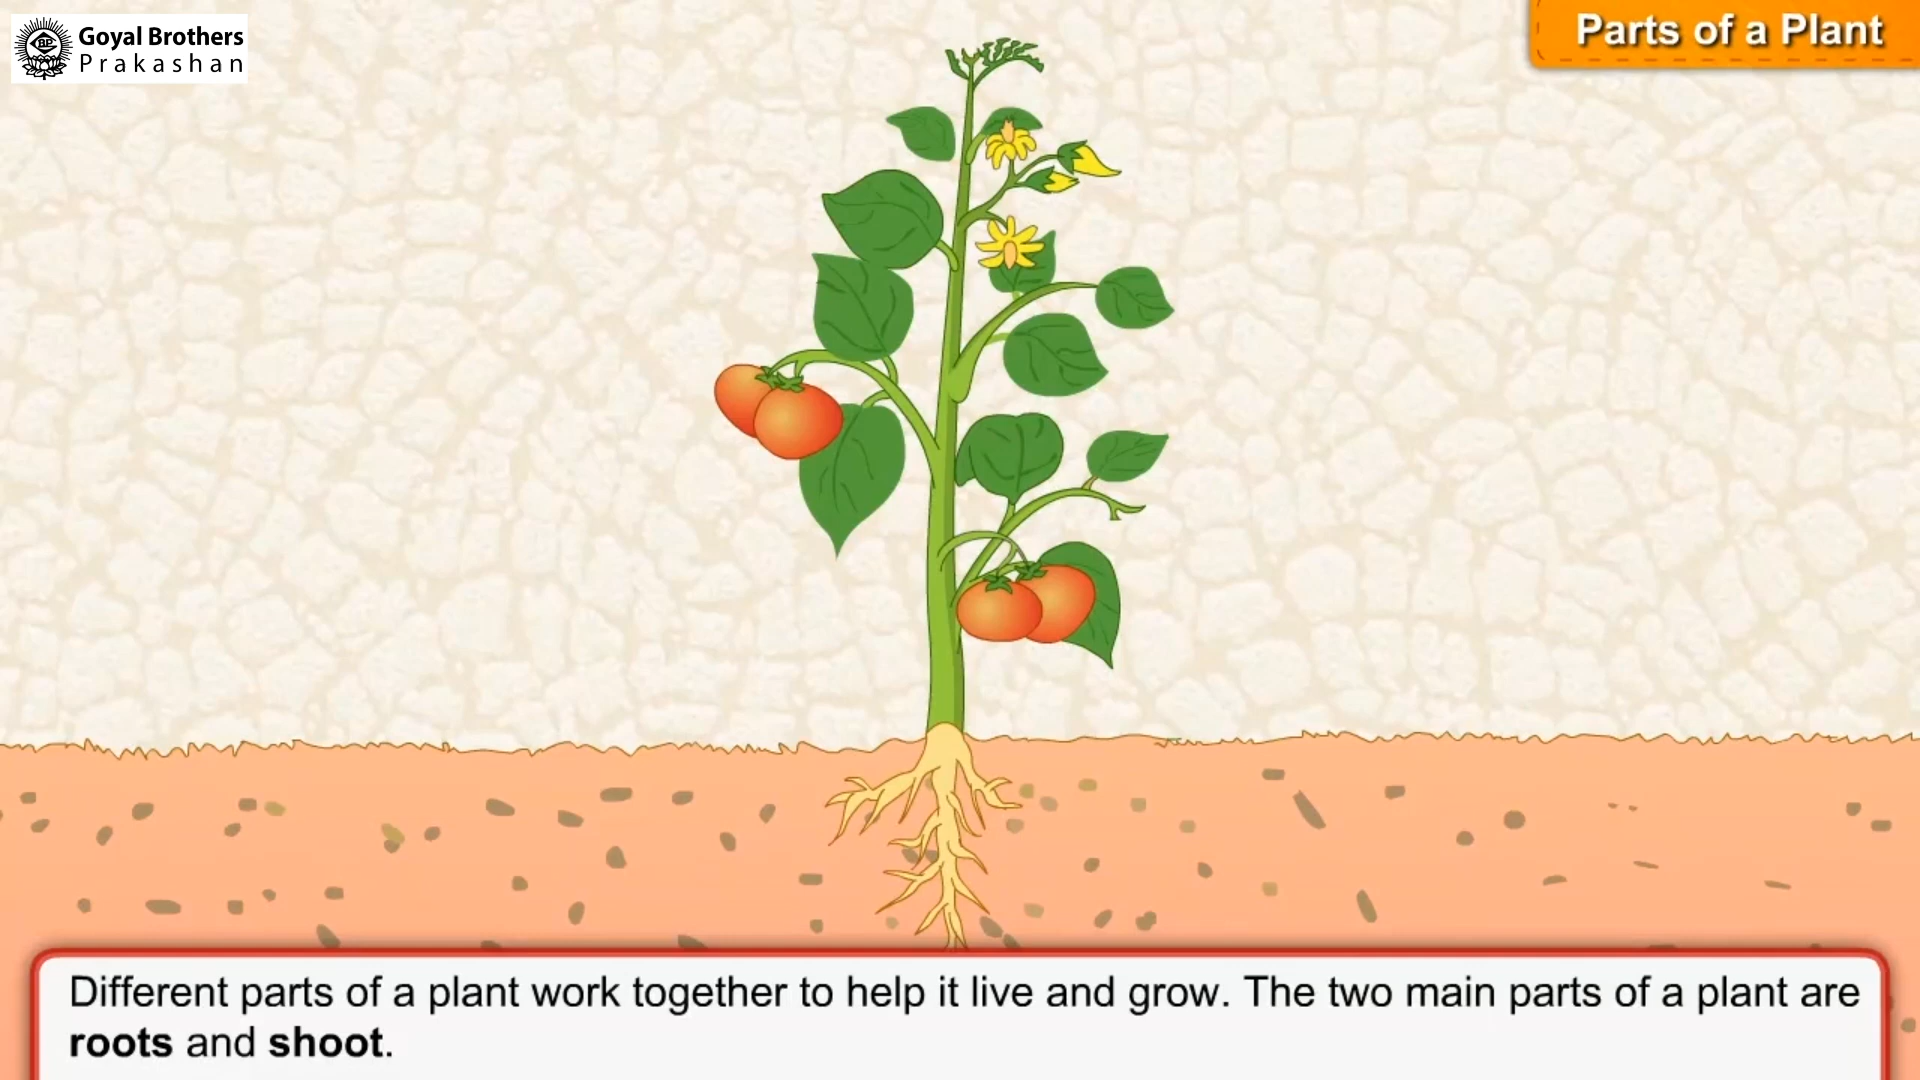 Goyal Brothers
Prakashan
Parts of a Plant
Different parts of a plant work together to help it live and grow. The two main parts of a plant are
roots and shoot.